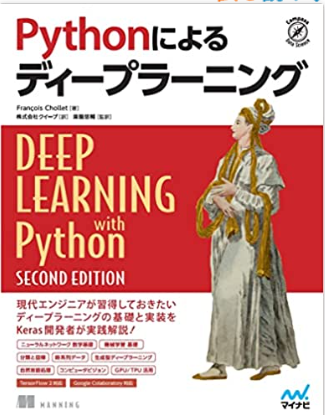 Compass
Data Science
Pythonによる
ディープラーニング
François Chollet［著］
株式会社クイープ［訳］ 巣籠悠輔［監訳］
DEEP
LEARNING
with
Python
SECOND EDITION
現代エンジニアが習得しておきたい
ディープラーニングの基礎と実装を
Keras開発者が実践解説！
ニューラルネットワーク 数学基礎
機械学習 基礎
分類と回帰
時系列データ
生成型ディープラーニング
自然言語処理
コンピュータビジョン
GPU/TPU 活用
TensorFlow 2対応
Google Colaboratory 対応
MANNING
マイナビ